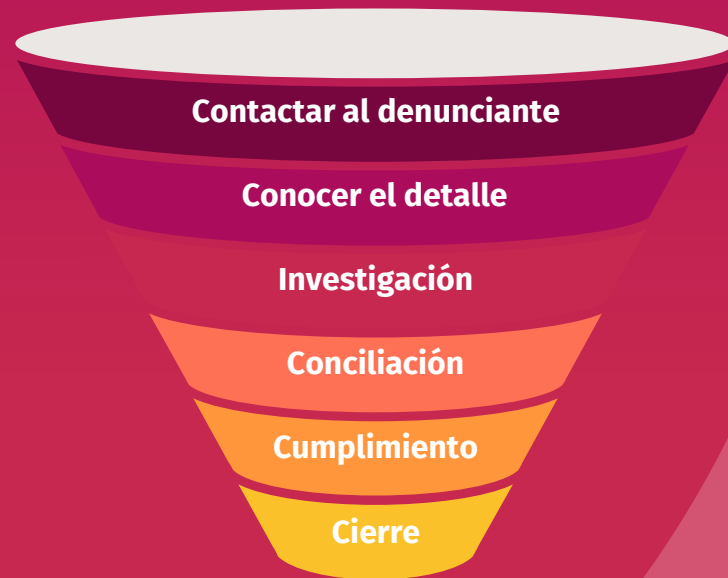 Contactar al denunciante
Conocer el detalle
Investigación
Conciliación
Cumplimiento
Cierre